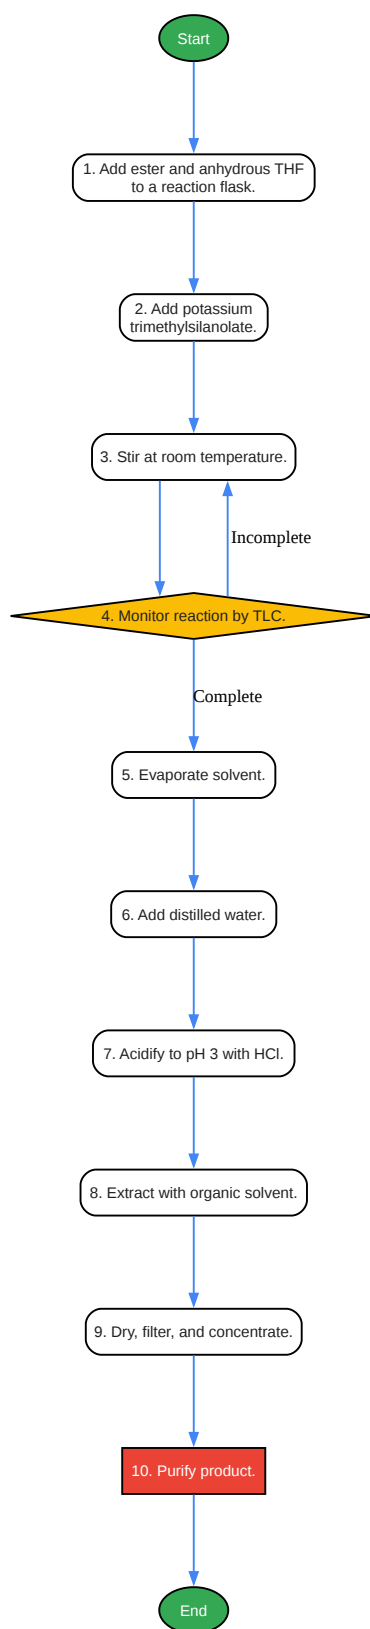 Start
1. Add ester and anhydrous THF
to a reaction flask.
2. Add potassium
trimethylsilanolate.
3. Stir at room temperature.
Incomplete
4. Monitor reaction by TLC.
Complete
5. Evaporate solvent.
6. Add distilled water.
7. Acidify to pH 3 with HCl.
8. Extract with organic solvent.
9. Dry, filter, and concentrate.
10. Purify product.
End